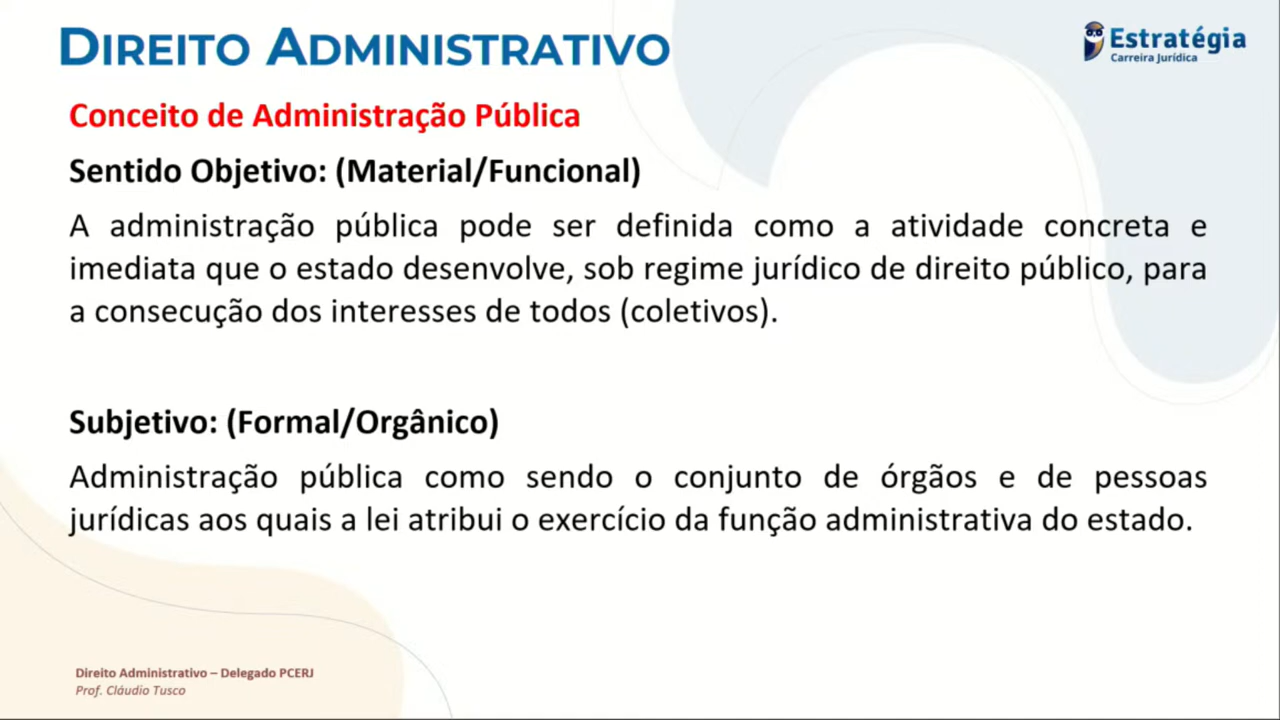 DIREITO ADMINISTRATIVO
Estratégia
Carreira Jurídica
Conceito de Administração Pública
Sentido Objetivo: (Material/Funcional)
A administração pública pode ser definida como a atividade concreta e
imediata que o estado desenvolve, sob regime jurídico de direito público, para
a consecução dos interesses de todos (coletivos).
Subjetivo: (Formal/Orgânico)
Administração pública como sendo o conjunto de órgãos e de pessoas
jurídicas aos quais a lei atribui o exercício da função administrativa do estado.
Direito Administrativo – Delegado PCERJ
Prof. Cláudio Tusco